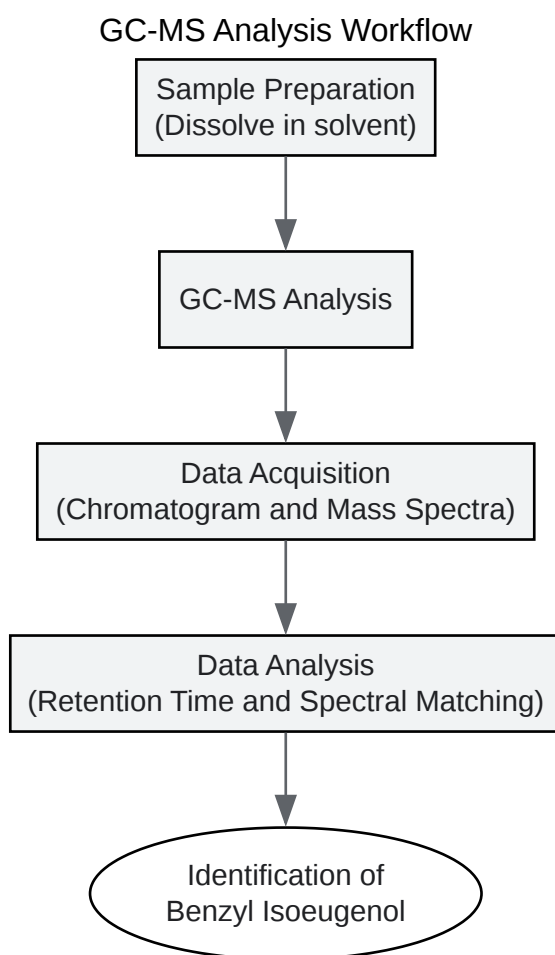 GC-MS Analysis Workflow
Sample Preparation
(Dissolve in solvent)
GC-MS Analysis
Data Acquisition
(Chromatogram and Mass Spectra)
Data Analysis
(Retention Time and Spectral Matching)
Identification of
Benzyl Isoeugenol